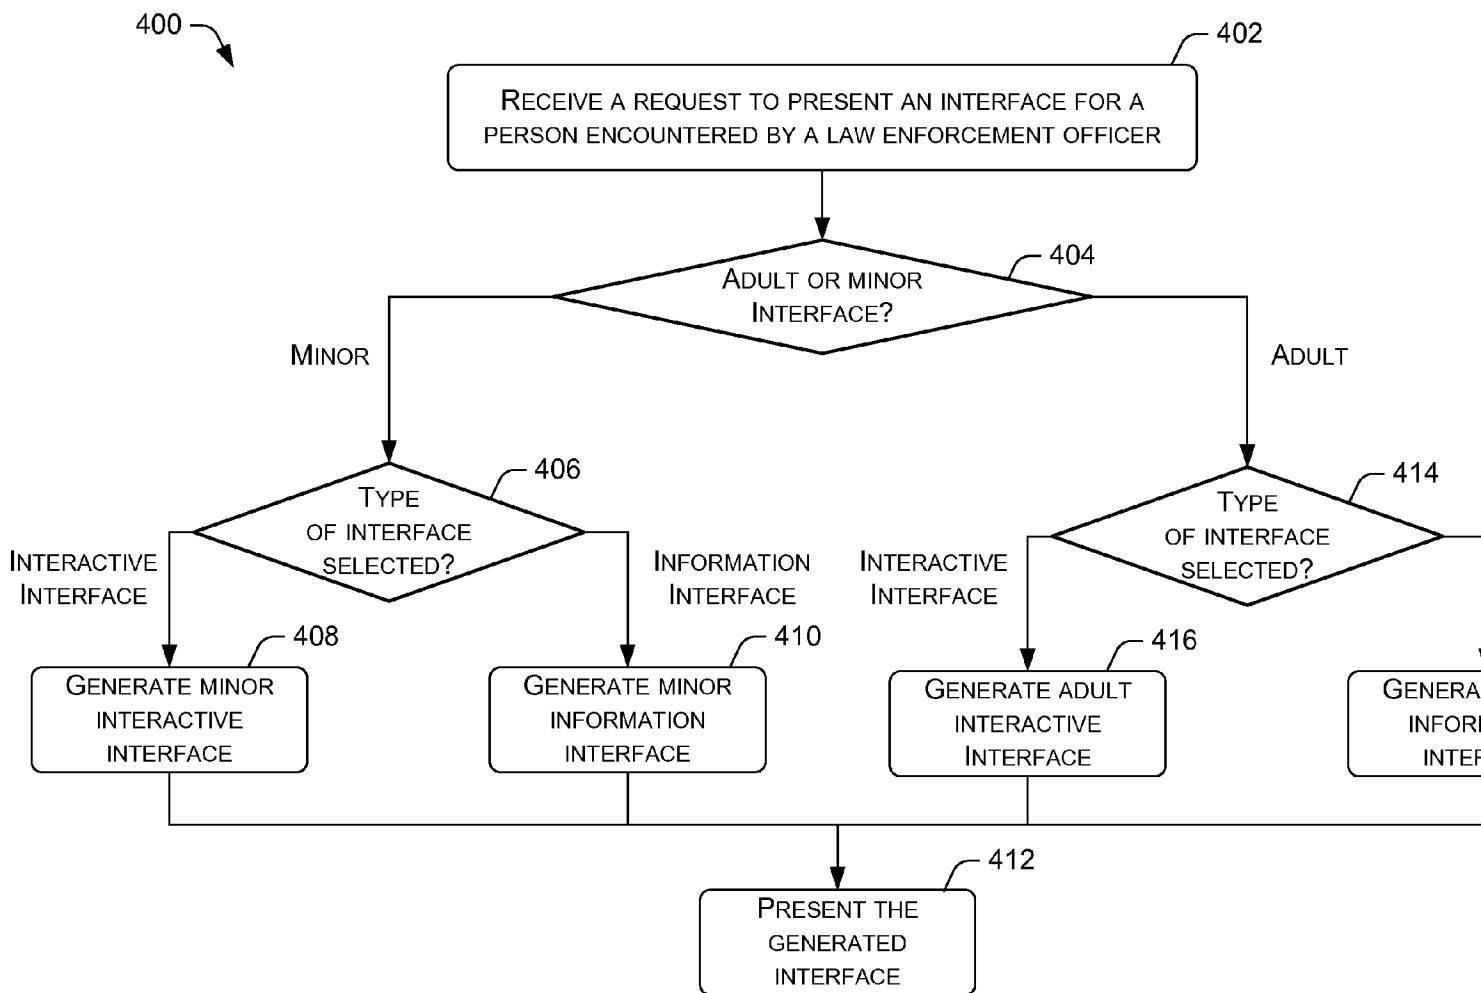 400
402
RECEIVE A REQUEST TO PRESENT AN INTERFACE FOR A
PERSON ENCOUNTERED BY A LAW ENFORCEMENT OFFICER
404
ADULT OR MINOR
INTERFACE?
MINOR
ADULT
406
TYPE
OF INTERFACE
SELECTED?
414
TYPE
OF INTERFACE
SELECTED?
INTERACTIVE
INTERFACE
INFORMATION
INTERFACE
INTERACTIVE
INTERFACE
408
GENERATE MINOR
INTERACTIVE
INTERFACE
410
GENERATE MINOR
INFORMATION
INTERFACE
416
GENERATE ADULT
INTERACTIVE
INTERFACE
412
PRESENT THE
GENERATED
INTERFACE